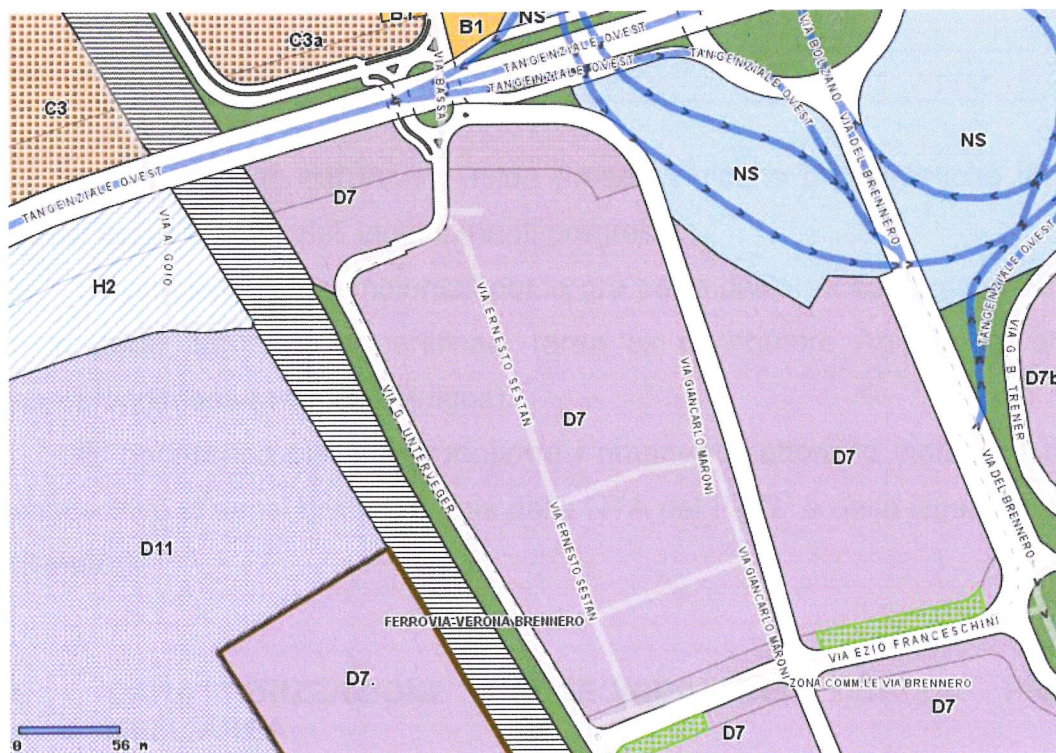 B1
B1
NS
C3a
VIA BASSA
TANGENZIALE OVEST
TANGENZIALE OVEST
TANGENZIALE OVEST
VIA BOLZANO
VIA DEL BRENNERO
C3
NS
NS
TANGENZIALE OVEST
D7
VIA A. GOIO
TANGENZIALE OVEST
H2
VIA ERNESTO SESTAN
VIA G. B. TRENER
VIA GIANCARLO MARONI
D7b
VIA G. UNTERVEGER
D7
D7
VIA DEL BRENNERO
VIA ERNESTO SESTAN
D11
VIA GIANCARLO MARONI
FERROVIA-VERONA BRENNERO
VIA EZIO FRANCESCHINI
D7.
ZONA COMM.LE VIA BRENNERO
D7
D7
0 56 m